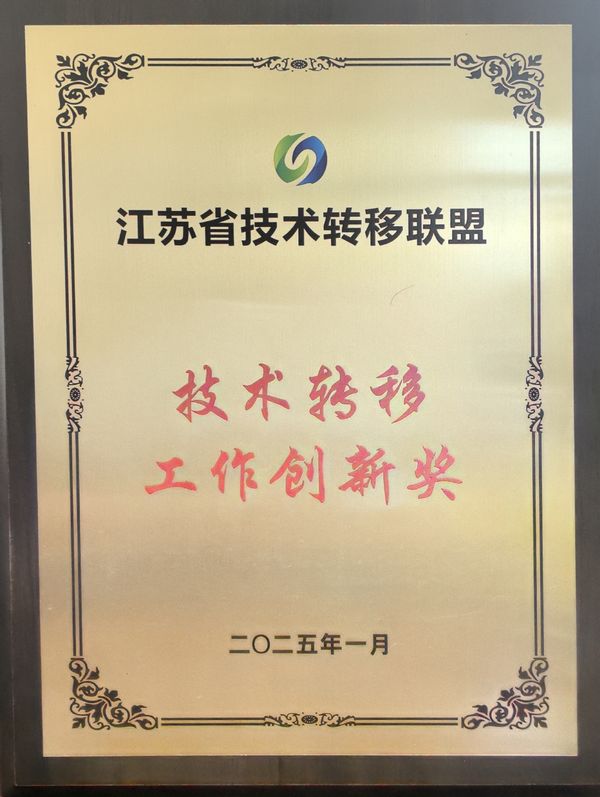 江苏省技术转移联盟
技术转移
工作创新奖
二〇二五年一月